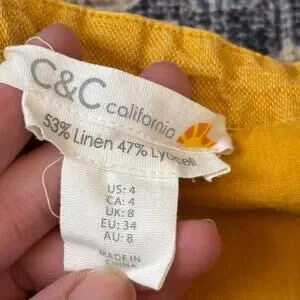 C&C california
53% Linen 47% Lyocell
US: 4
CA: 4
UK: 8
EU: 34
AU: 8
MADE IN
CHINA